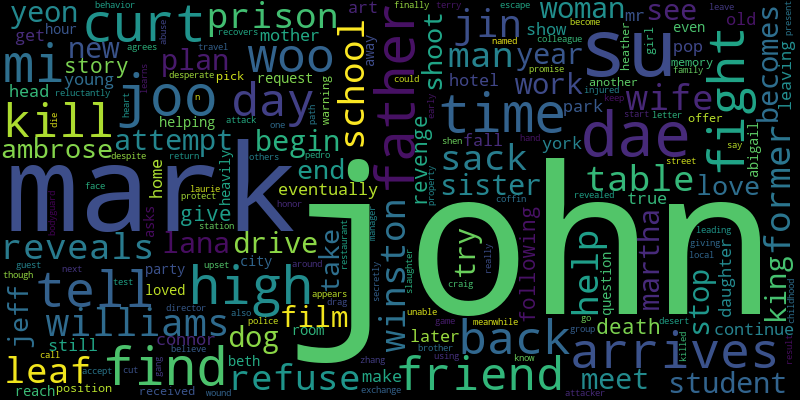 yeon
curt
prison
woman
see
mi
new
woo
jin
year
su
becomes
leaving
get
hour
mother
art
mr
old
story
plan
man
show
pop
even
present
young
joo
day
school
father
shoot
hotel
work
another
heather
girl
memory
head
pick
request
away
park
wife
fight
kill
helping
time
dae
ambrose
attempt
begin
warning
revenge
fall
york
offer
letter
abigail
former
die
despite
return
attack
others
path
pedro
end
sack
table
love
mark
john
eventually
sister
true
home
give
heavily
laurie
protect
station
honor
reveals
asks
lana
drive
take
winston
try
help
martha
stop
daughter
king
tell
city
restaurant
manager
following
question
leading
giving
local
high
party
loved
upset
around
though
guest
next
test
appears
secretly
slaughter
craig
really
coffin
revealed
street
say
property
jeff
williams
film
back
death
continue
director
also
drag
unable
still
connor
police
room
dog
later
arrives
leaf
find
refuse
friend
meet
student
call
believe
beth
make
exchange
reach
position
received
accept
cut
gang
wound
zhang
brother
using
know
group
killed
attacker
result
behavior
terry
escape
finally
agrees
travel
abuse
recovers
colleague
named
become
leave
reluctantly
learns
desperate
could
promise
family
injured
keep
heart
n
early
start
hand
face
one
shen
bodyguard
game
meanwhile
go
desert
childhood